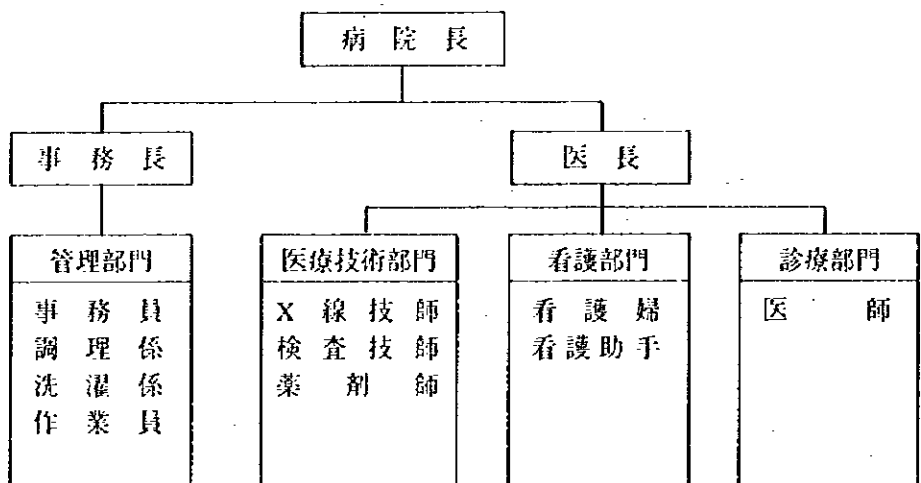 病院長
事務長
医長
管理部門
事務員
調理係
洗濯係
作業員
医療技術部門
X線技師
検査技師
薬剤師
看護部門
看護婦
看護助手
診療部門
医師